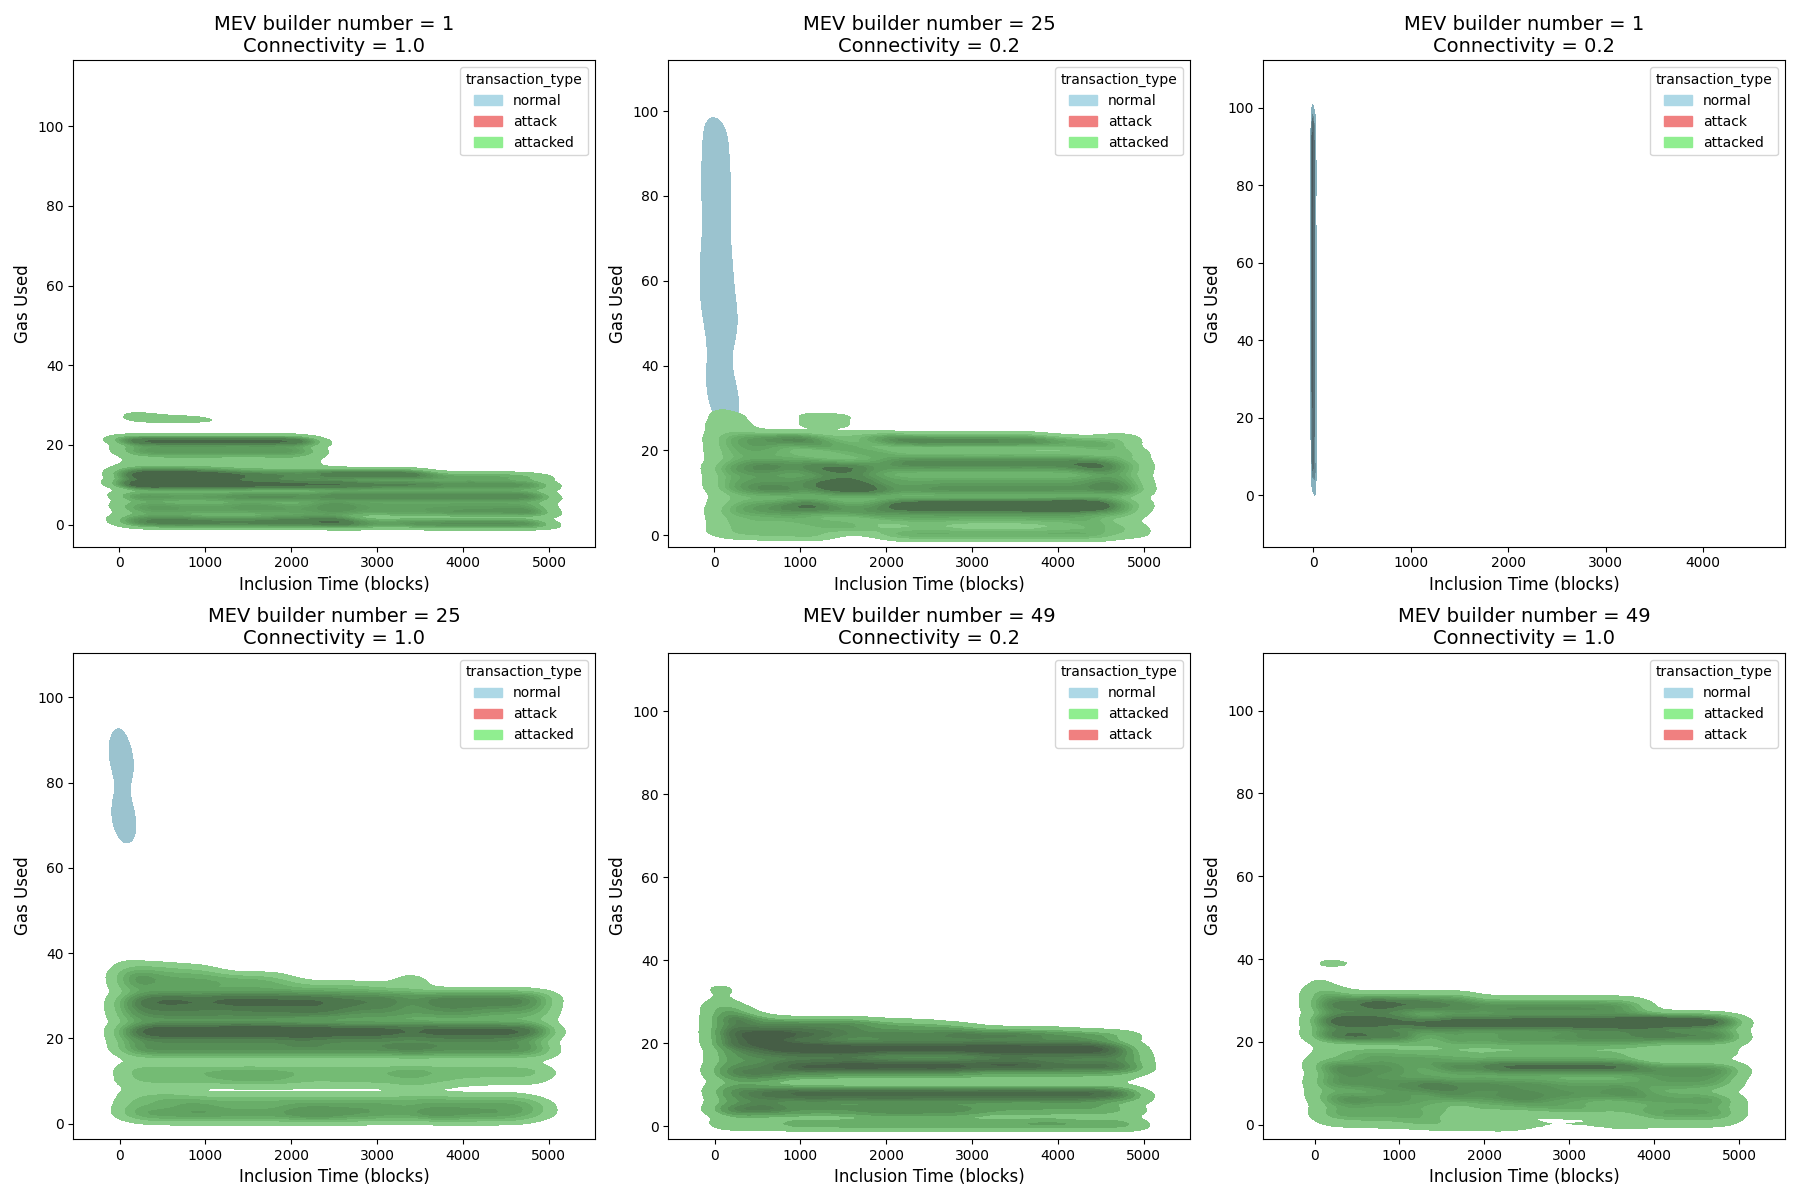 MEV builder number = 1
Connectivity = 1.0
transaction_type
normal
attack
attacked
Gas Used
100
80
60
40
20
0
0 1000 2000 3000 4000 5000
Inclusion Time (blocks)
MEV builder number = 25
Connectivity = 0.2
transaction_type
normal
attack
attacked
Gas Used
100
80
60
40
20
0
0 1000 2000 3000 4000 5000
Inclusion Time (blocks)
MEV builder number = 1
Connectivity = 0.2
transaction_type
normal
attack
attacked
Gas Used
100
80
60
40
20
0
0 1000 2000 3000 4000
Inclusion Time (blocks)
MEV builder number = 25
Connectivity = 1.0
transaction_type
normal
attack
attacked
Gas Used
100
80
60
40
20
0
0 1000 2000 3000 4000 5000
Inclusion Time (blocks)
MEV builder number = 49
Connectivity = 0.2
transaction_type
normal
attacked
attack
Gas Used
100
80
60
40
20
0
0 1000 2000 3000 4000 5000
Inclusion Time (blocks)
MEV builder number = 49
Connectivity = 1.0
transaction_type
normal
attacked
attack
Gas Used
100
80
60
40
20
0
0 1000 2000 3000 4000 5000
Inclusion Time (blocks)